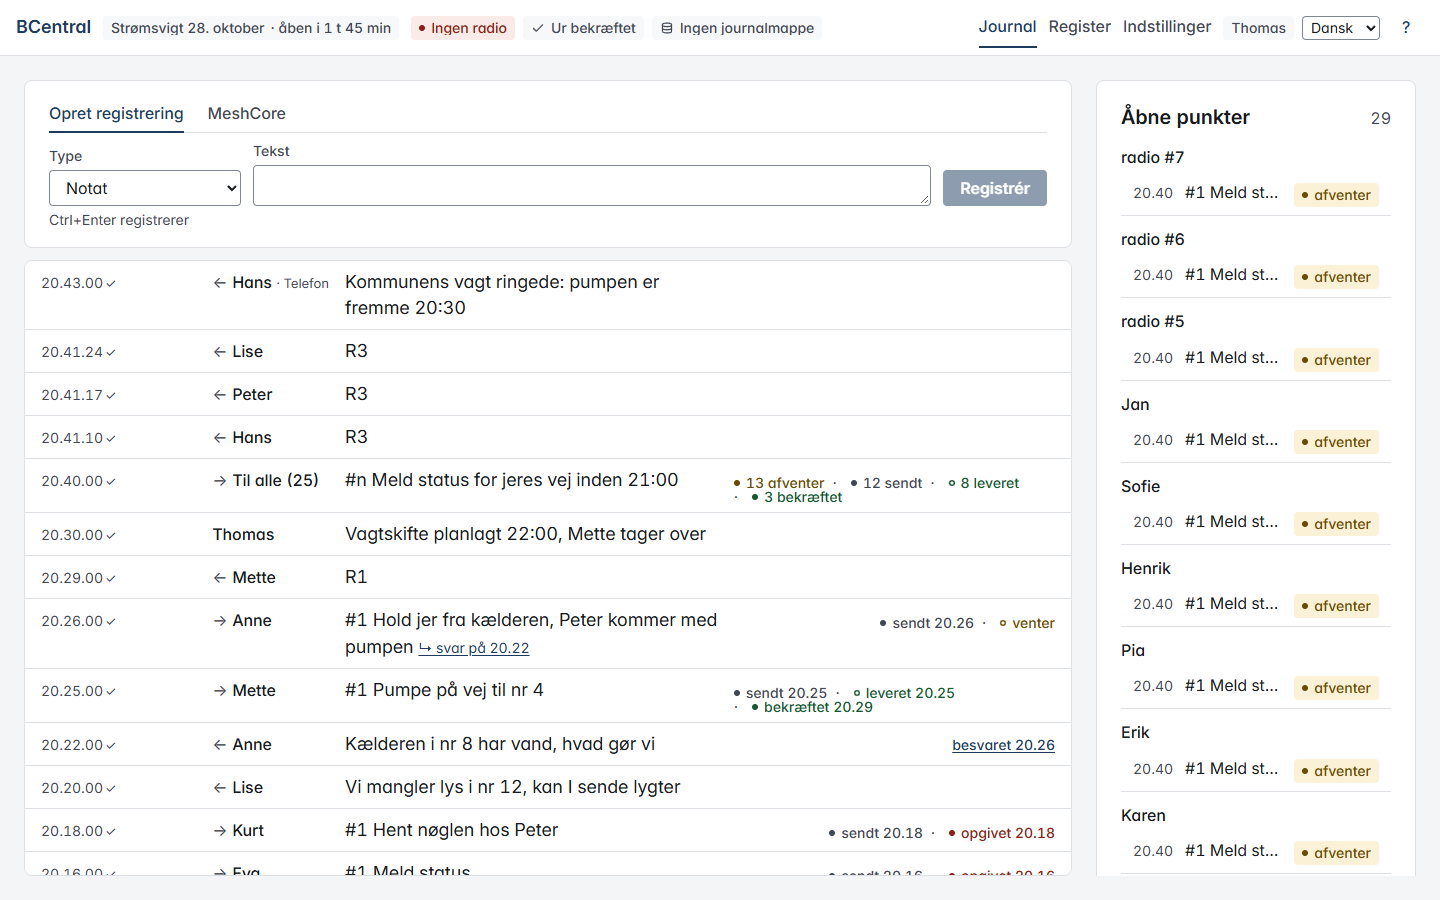 BCentral
Strømsvigt 28. oktober · åben i 1 t 45 min
Ingen radio
Ur bekræftet
Ingen journalmappe
Journal
Register
Indstillinger
Thomas
Dansk
?
Opret registrering
MeshCore
Type
Tekst
Notat
Registrér
Ctrl+Enter registrerer
20.43.00 ✓ ← Hans · Telefon Kommunens vagt ringede: pumpen er
fremme 20:30
20.41.24 ✓ ← Lise R3
20.41.17 ✓ ← Peter R3
20.41.10 ✓ ← Hans R3
20.40.00 ✓ → Til alle (25) #n Meld status for jeres vej inden 21:00 13 afventer · 12 sendt · 8 leveret
· 3 bekræftet
20.30.00 ✓ Thomas Vagtskifte planlagt 22:00, Mette tager over
20.29.00 ✓ ← Mette R1
20.26.00 ✓ → Anne #1 Hold jer fra kælderen, Peter kommer med sendt 20.26 · venter
pumpen ↪ svar på 20.22
20.25.00 ✓ → Mette #1 Pumpe på vej til nr 4 sendt 20.25 · leveret 20.25
· bekræftet 20.29
20.22.00 ✓ ← Anne Kælderen i nr 8 har vand, hvad gør vi besvaret 20.26
20.20.00 ✓ ← Lise Vi mangler lys i nr 12, kan I sende lygter
20.18.00 ✓ → Kurt #1 Hent nøglen hos Peter sendt 20.18 · opgivet 20.18
20.16.00 ✓ → Eva #1 Meld status sendt 20.16 · opgivet 20.16
Åbne punkter 29
radio #7
20.40 #1 Meld st... afventer
radio #6
20.40 #1 Meld st... afventer
radio #5
20.40 #1 Meld st... afventer
Jan
20.40 #1 Meld st... afventer
Sofie
20.40 #1 Meld st... afventer
Henrik
20.40 #1 Meld st... afventer
Pia
20.40 #1 Meld st... afventer
Erik
20.40 #1 Meld st... afventer
Karen
20.40 #1 Meld st... afventer